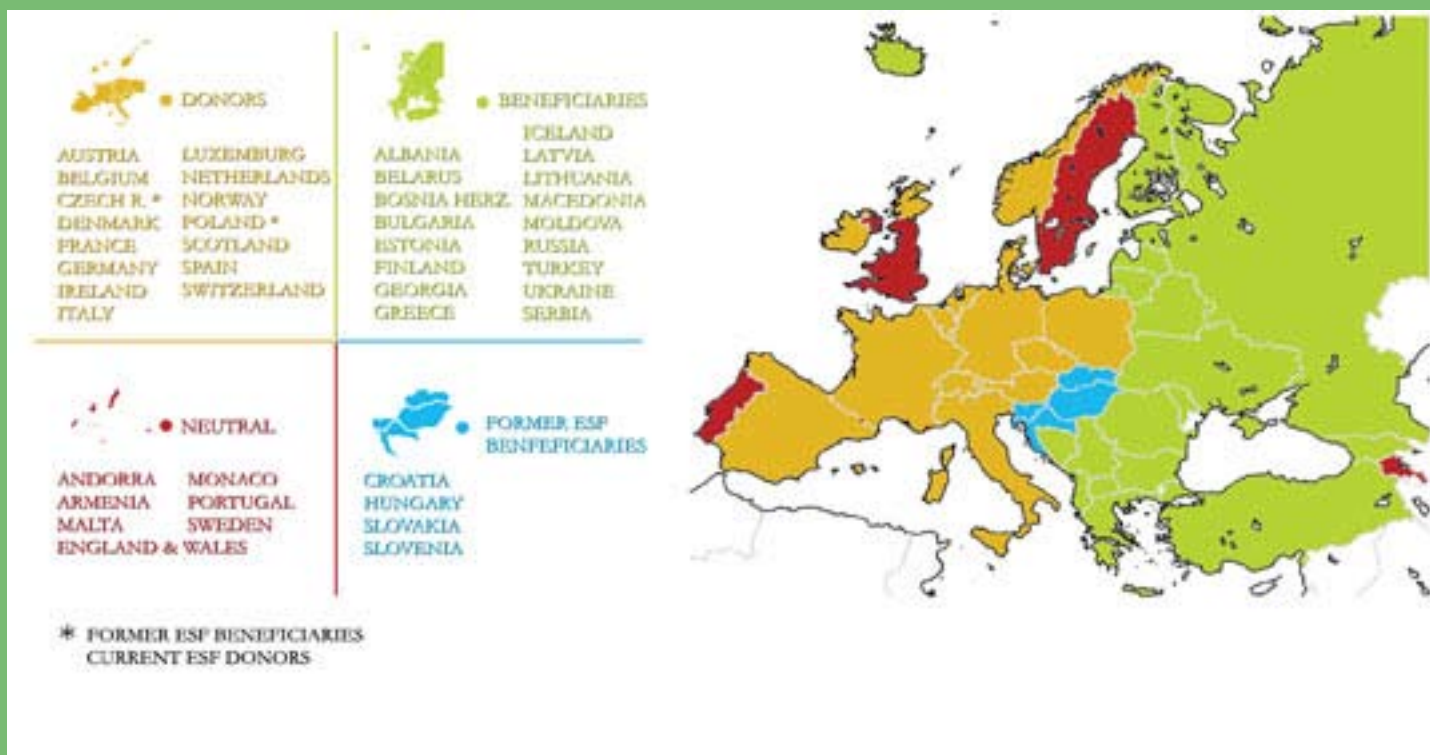 DONORS
AUSTRIA
BELGIUM
CZECH R. *
DENMARK
FRANCE
GERMANY
IRELAND
ITALY
LUXEMBURG
NETHERLANDS
NORWAY
POLAND *
SCOTLAND
SPAIN
SWITZERLAND
BENEFICIARIES
ALBANIA
BELARUS
BOSNIA HERZ.
BULGARIA
ESTONIA
FINLAND
GEORGIA
GREECE
ICELAND
LATVIA
LITHUANIA
MACEDONIA
MOLDOVA
RUSSIA
TURKEY
UKRAINE
SERBIA
NEUTRAL
ANDORRA
ARMENIA
MALTA
ENGLAND & WALES
MONACO
PORTUGAL
SWEDEN
FORMER ESF
BENFEFICIARIES
CROATIA
HUNGARY
SLOVAKIA
SLOVENIA
* FORMER ESF BENEFICIARIES
CURRENT ESF DONORS